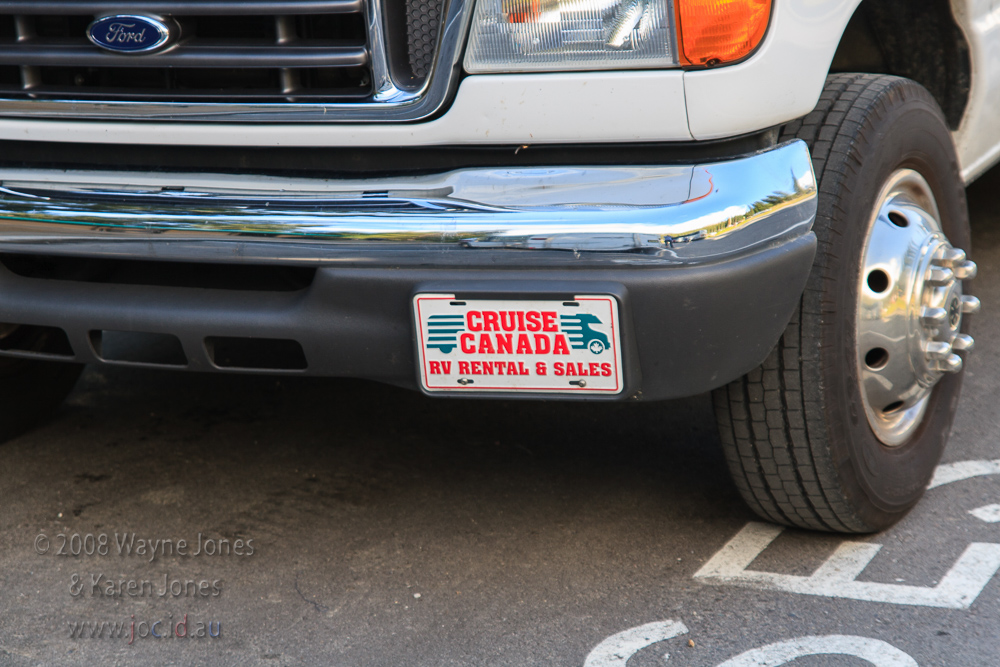 Ford
CRUISE
CANADA
RV RENTAL & SALES
© 2008 Wayne Jones
& Karen Jones
www.joc.id.au